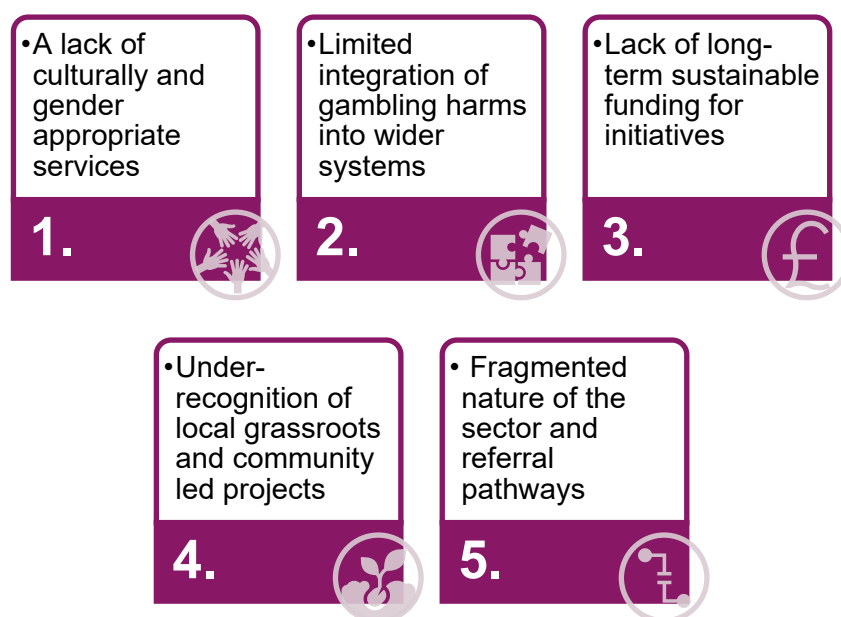 •A lack of
culturally and
gender
appropriate
services
1.
•Limited
integration of
gambling harms
into wider
systems
2.
•Lack of long-
term sustainable
funding for
initiatives
3.
£
•Under-
recognition of
local grassroots
and community
led projects
4.
• Fragmented
nature of the
sector and
referral
pathways
5.